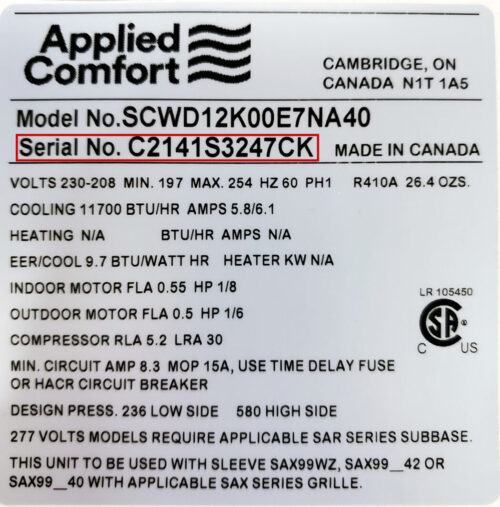 Applied
Comfort
CAMBRIDGE, ON
CANADA N1T 1A5
Model No.SCWD12K00E7NA40
Serial No. C2141S3247CK MADE IN CANADA
VOLTS 230-208 MIN. 197 MAX. 254 HZ 60 PH1 R410A 26.4 OZS.
COOLING 11700 BTU/HR AMPS 5.8/6.1
HEATING N/A BTU/HR AMPS N/A
EER/COOL 9.7 BTU/WATT HR HEATER KW N/A
INDOOR MOTOR FLA 0.55 HP 1/8
OUTDOOR MOTOR FLA 0.5 HP 1/6
COMPRESSOR RLA 5.2 LRA 30
LR 105450
SA
C US
MIN. CIRCUIT AMP 8.3 MOP 15A, USE TIME DELAY FUSE
OR HACR CIRCUIT BREAKER
DESIGN PRESS. 236 LOW SIDE 580 HIGH SIDE
277 VOLTS MODELS REQUIRE APPLICABLE SAR SERIES SUBBASE.
THIS UNIT TO BE USED WITH SLEEVE SAX99WZ, SAX99__42 OR
SAX99__40 WITH APPLICABLE SAX SERIES GRILLE.